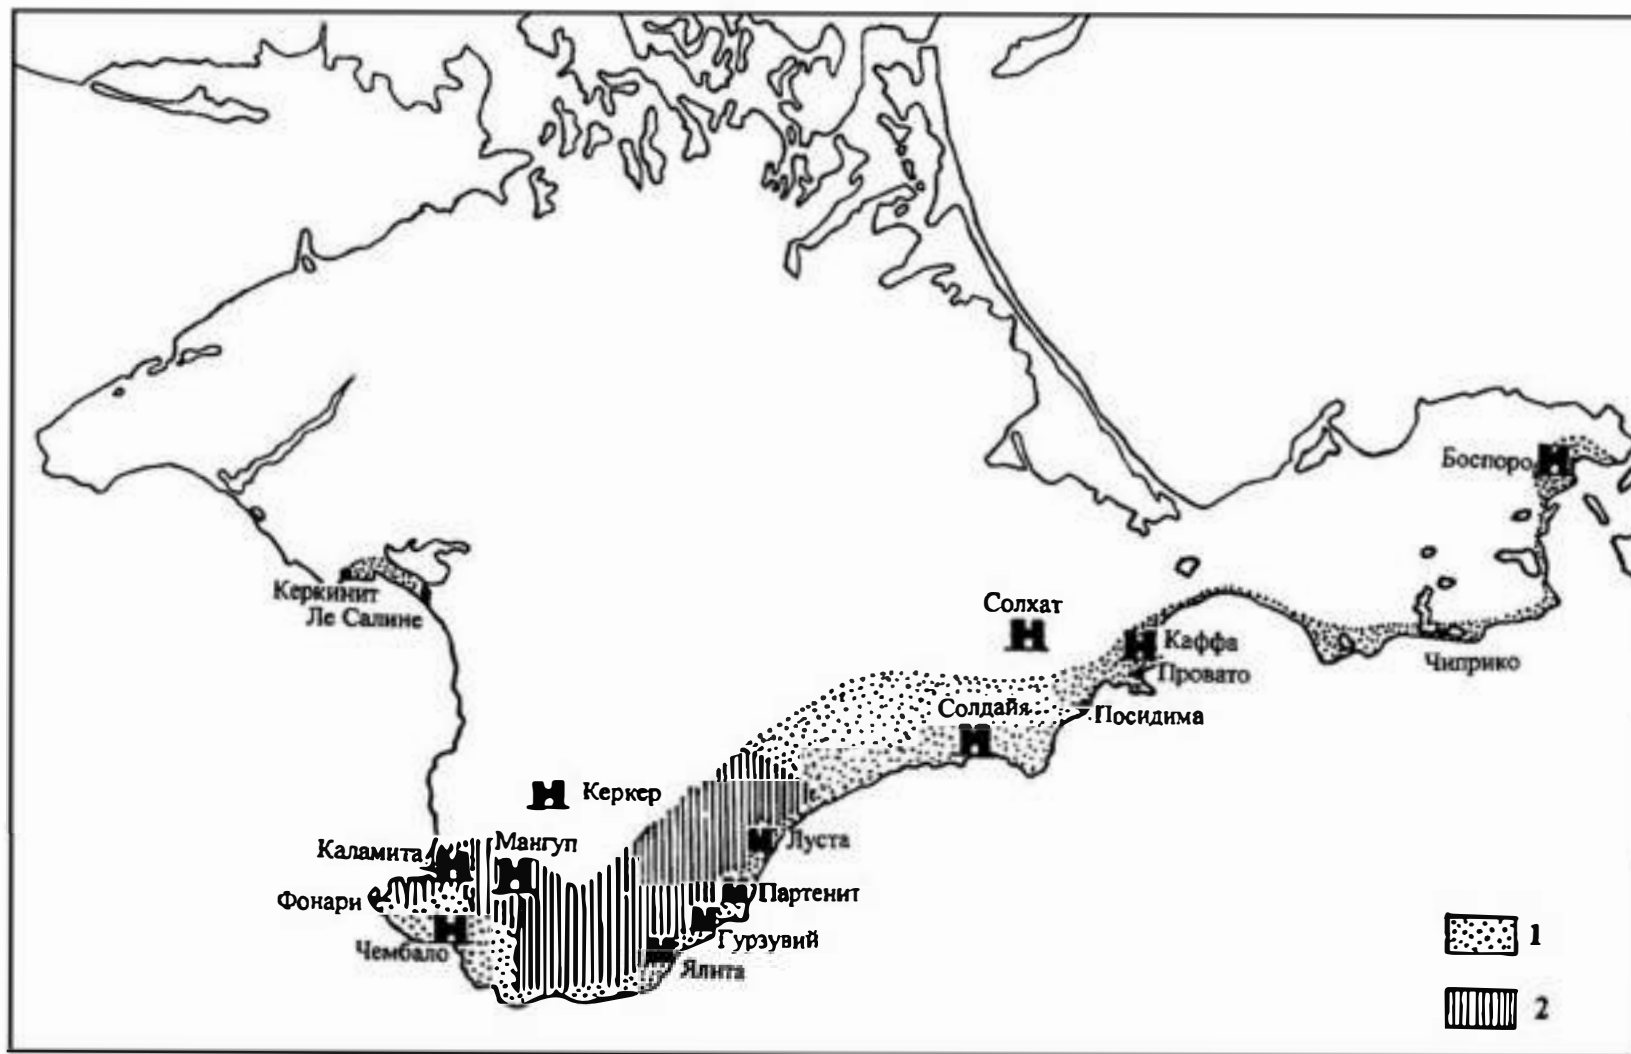 Боспоро
Керкинит
Ле Салине
Солхат
Каффа
Провато
Чиприко
Солдайя
Посидима
Керкер
Каламита
Мангуп
Луста
Фонари
Партенит
Чембало
Гурзувий
Ялита
1
2